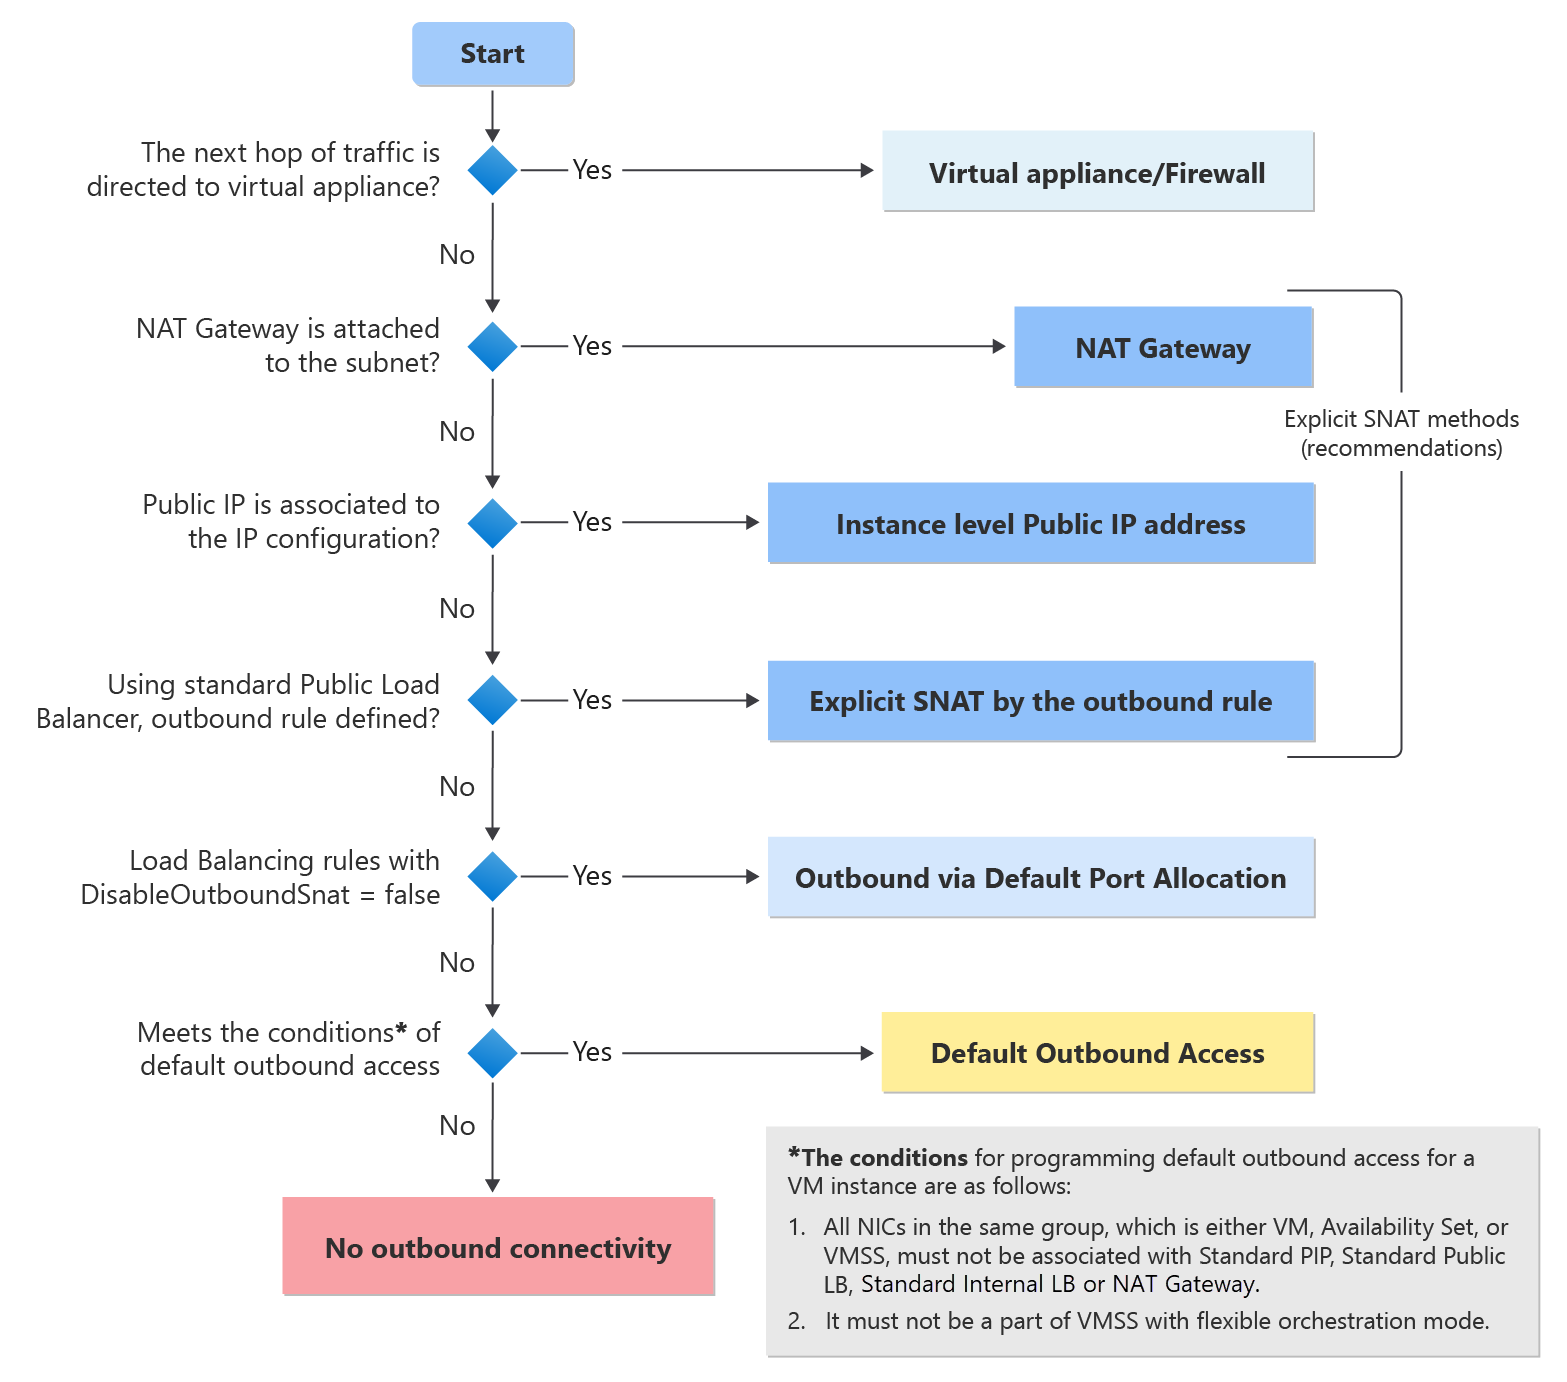 Start
The next hop of traffic is
directed to virtual appliance?
Yes
Virtual appliance/Firewall
No
NAT Gateway is attached
to the subnet?
Yes
NAT Gateway
Explicit SNAT methods
(recommendations)
No
Public IP is associated to
the IP configuration?
Yes
Instance level Public IP address
No
Using standard Public Load
Balancer, outbound rule defined?
Yes
Explicit SNAT by the outbound rule
No
Load Balancing rules with
DisableOutboundSnat = false
Yes
Outbound via Default Port Allocation
No
Meets the conditions* of
default outbound access
Yes
Default Outbound Access
No
No outbound connectivity
*The conditions for programming default outbound access for a
VM instance are as follows:
1. All NICs in the same group, which is either VM, Availability Set, or
VMSS, must not be associated with Standard PIP, Standard Public
LB, Standard Internal LB or NAT Gateway.
2. It must not be a part of VMSS with flexible orchestration mode.